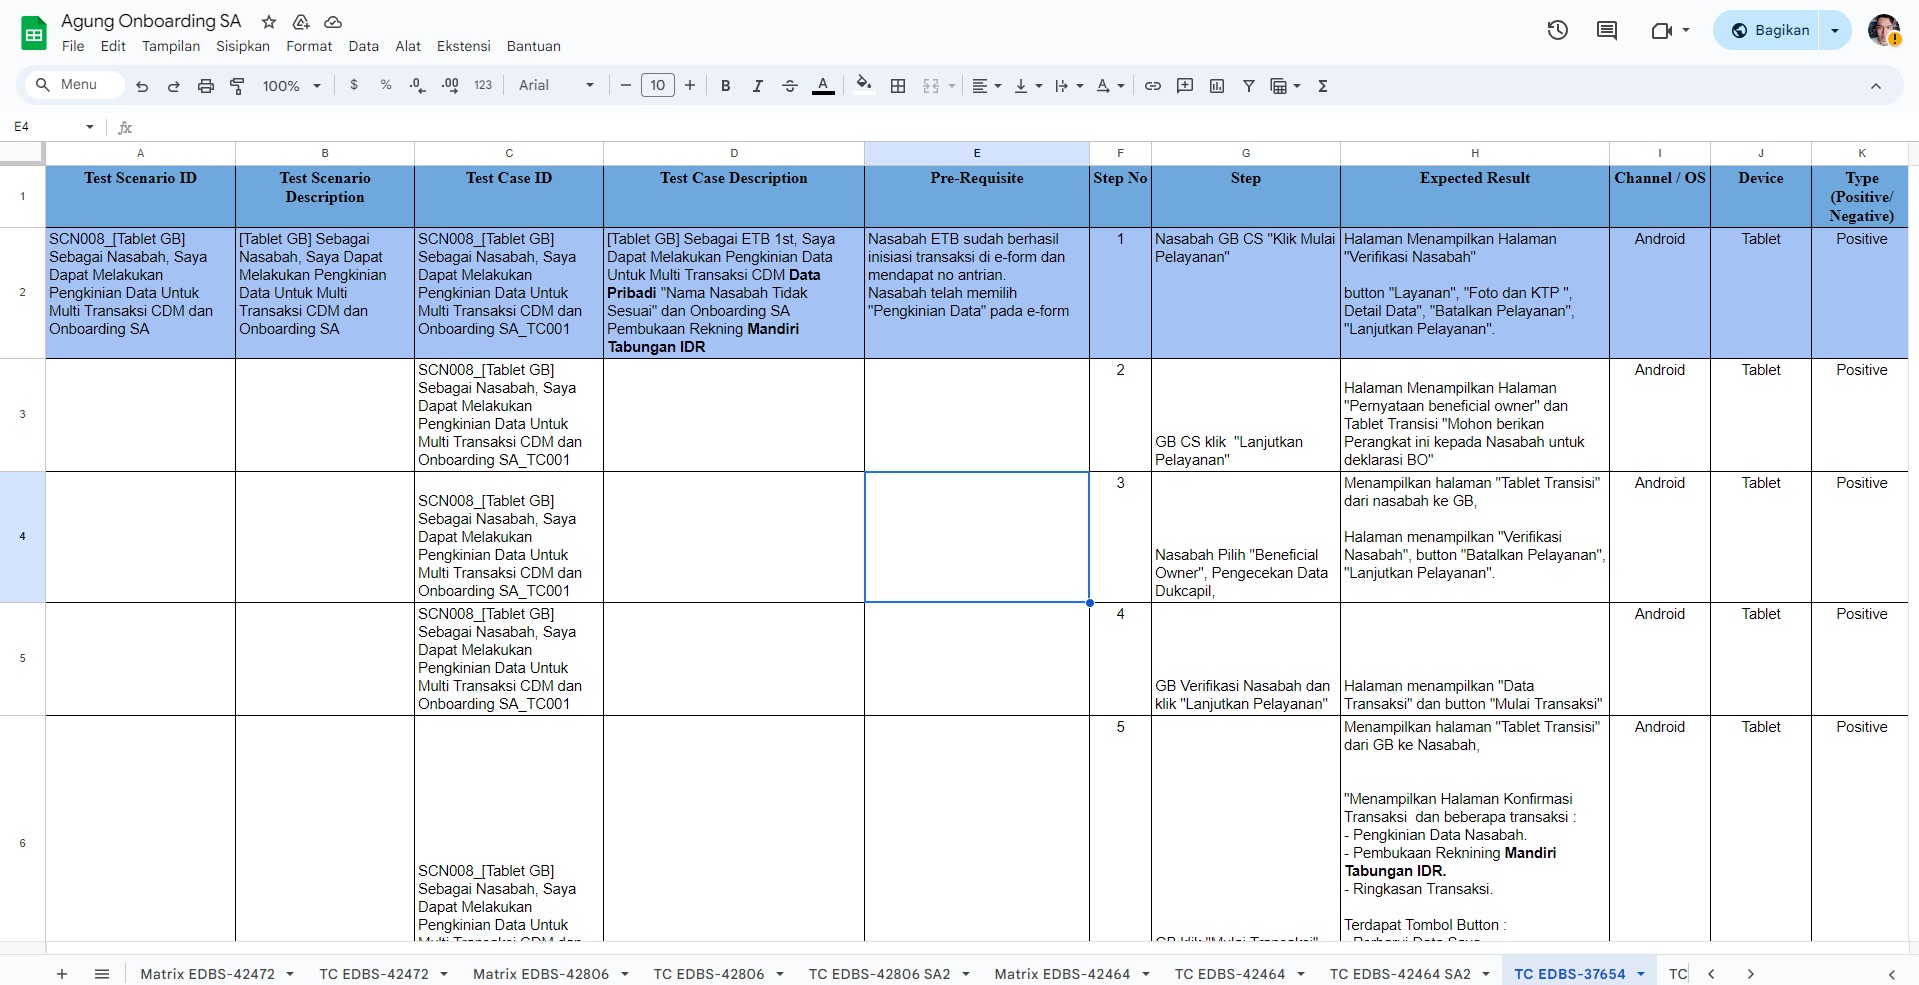 Agung Onboarding SA
File Edit Tampilan Sisipkan Format Data Alat Ekstensi Bantuan
Bagikan
Menu 100% $ % .0 .00 123 Arial 10 B I A
E4
A B C D E F G H I J K
1
Test Scenario ID
Test Scenario
Description
Test Case ID
Test Case Description
Pre-Requisite
Step No
Step
Expected Result
Channel / OS
Device
Type
(Positive/
Negative)
2
SCN008_[Tablet GB]
Sebagai Nasabah, Saya
Dapat Melakukan
Pengkinian Data Untuk
Multi Transaksi CDM dan
Onboarding SA
[Tablet GB] Sebagai
Nasabah, Saya Dapat
Melakukan Pengkinian
Data Untuk Multi
Transaksi CDM dan
Onboarding SA
SCN008_[Tablet GB]
Sebagai Nasabah, Saya
Dapat Melakukan
Pengkinian Data Untuk
Multi Transaksi CDM dan
Onboarding SA_TC001
[Tablet GB] Sebagai ETB 1st, Saya
Dapat Melakukan Pengkinian Data
Untuk Multi Transaksi CDM Data
Pribadi "Nama Nasabah Tidak
Sesuai" dan Onboarding SA
Pembukaan Rekning Mandiri
Tabungan IDR
Nasabah ETB sudah berhasil
inisiasi transaksi di e-form dan
mendapat no antrian.
Nasabah telah memilih
"Pengkinian Data" pada e-form
1
Nasabah GB CS "Klik Mulai
Pelayanan"
Halaman Menampilkan Halaman
"Verifikasi Nasabah"
button "Layanan", "Foto dan KTP ",
Detail Data", "Batalkan Pelayanan",
"Lanjutkan Pelayanan".
Android
Tablet
Positive
3
SCN008_[Tablet GB]
Sebagai Nasabah, Saya
Dapat Melakukan
Pengkinian Data Untuk
Multi Transaksi CDM dan
Onboarding SA_TC001
2
GB CS klik  "Lanjutkan
Pelayanan"
Halaman Menampilkan Halaman
"Pernyataan beneficial owner" dan
Tablet Transisi "Mohon berikan
Perangkat ini kepada Nasabah untuk
deklarasi BO"
Android
Tablet
Positive
4
SCN008_[Tablet GB]
Sebagai Nasabah, Saya
Dapat Melakukan
Pengkinian Data Untuk
Multi Transaksi CDM dan
Onboarding SA_TC001
3
Nasabah Pilih "Beneficial
Owner", Pengecekan Data
Dukcapil,
Menampilkan halaman "Tablet Transisi"
dari nasabah ke GB,
Halaman menampilkan "Verifikasi
Nasabah", button "Batalkan Pelayanan",
"Lanjutkan Pelayanan".
Android
Tablet
Positive
5
SCN008_[Tablet GB]
Sebagai Nasabah, Saya
Dapat Melakukan
Pengkinian Data Untuk
Multi Transaksi CDM dan
Onboarding SA_TC001
4
GB Verifikasi Nasabah dan
klik "Lanjutkan Pelayanan"
Halaman menampilkan "Data
Transaksi" dan button "Mulai Transaksi"
Android
Tablet
Positive
6
SCN008_[Tablet GB]
Sebagai Nasabah, Saya
Dapat Melakukan
Pengkinian Data Untuk
Multi Transaksi CDM dan
5
GB klik "Mulai Transaksi"
Menampilkan halaman "Tablet Transisi"
dari GB ke Nasabah,
"Menampilkan Halaman Konfirmasi
Transaksi  dan beberapa transaksi :
- Pengkinian Data Nasabah.
- Pembukaan Reknining Mandiri
Tabungan IDR.
- Ringkasan Transaksi.
Terdapat Tombol Button :
Android
Tablet
Positive
Matrix EDBS-42472 TC EDBS-42472 Matrix EDBS-42806 TC EDBS-42806 TC EDBS-42806 SA2 Matrix EDBS-42464 TC EDBS-42464 TC EDBS-42464 SA2 TC EDBS-37654 TC